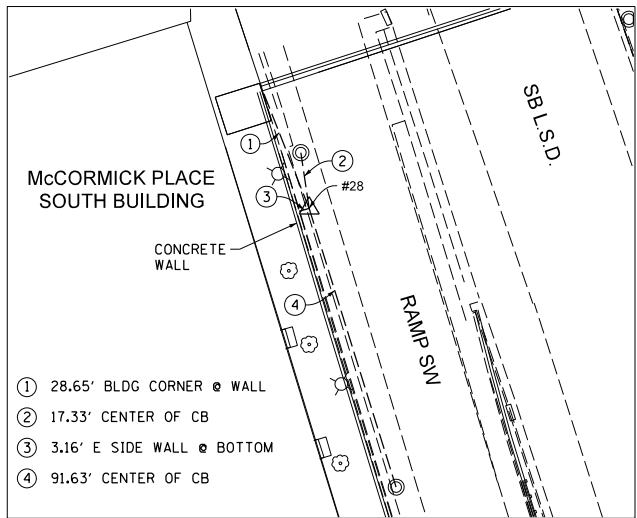 SB L.S.D.
1
2
McCORMICK PLACE
SOUTH BUILDING
3
#28
CONCRETE
WALL
4
RAMP SW
1 28.65' BLDG CORNER @ WALL
2 17.33' CENTER OF CB
3 3.16' E SIDE WALL @ BOTTOM
4 91.63' CENTER OF CB